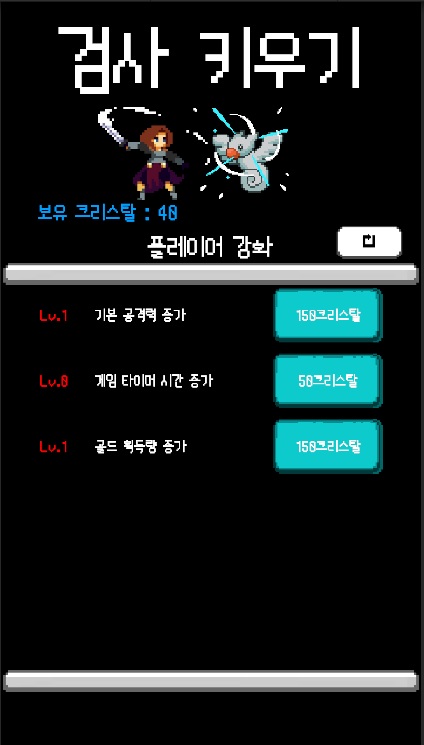 검사 키우기
보유 크리스탈 : 40
플레이어 강화
Lv.1 기본 공격력 증가 150크리스탈
Lv.0 게임 타이머 시간 증가 50크리스탈
Lv.1 골드 획득량 증가 150크리스탈